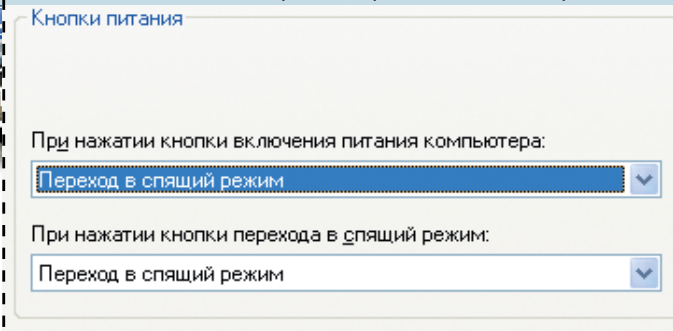 Кнопки питания
При нажатии кнопки включения питания компьютера:
Переход в спящий режим
При нажатии кнопки перехода в спящий режим:
Переход в спящий режим